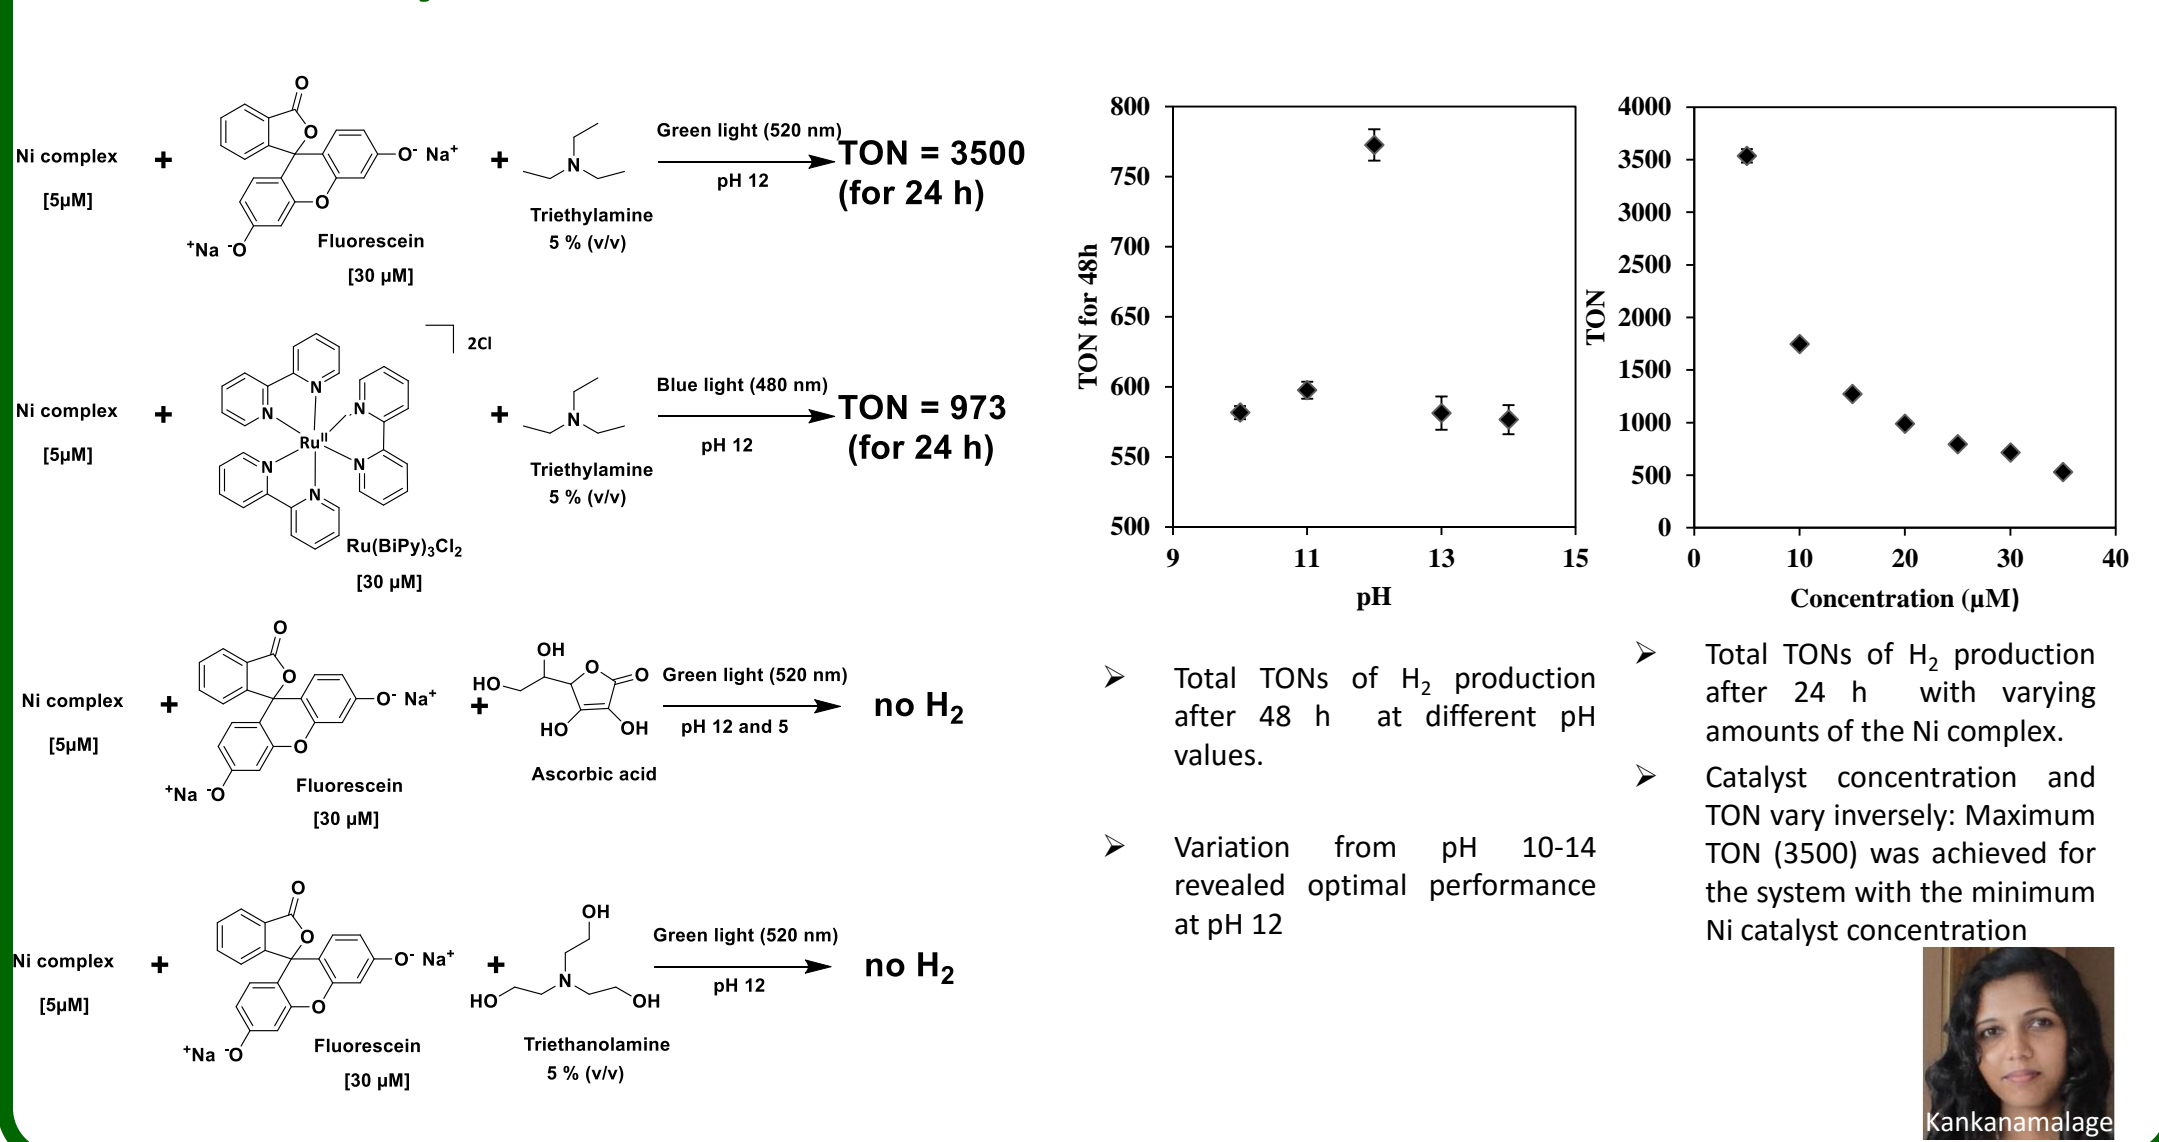 O
O
Ni complex
+
O⁻ Na⁺
+
N
Green light (520 nm)
TON = 3500
[5µM]
pH 12
(for 24 h)
O
Triethylamine
⁺Na ⁻O
Fluorescein
5 % (v/v)
[30 µM]
2Cl
N
N
N
Ni complex
+
Ruᴵᴵ
+
N
Blue light (480 nm)
TON = 973
[5µM]
pH 12
(for 24 h)
N
N
N
Triethylamine
5 % (v/v)
Ru(BiPy)₃Cl₂
[30 µM]
O
O
Ni complex
+
O⁻ Na⁺
+
OH
HO
O
O
HO
OH
Green light (520 nm)
no H₂
[5µM]
pH 12 and 5
O
Ascorbic acid
⁺Na ⁻O
Fluorescein
[30 µM]
O
O
Ni complex
+
O⁻ Na⁺
+
OH
N
HO
OH
Green light (520 nm)
no H₂
[5µM]
pH 12
O
Triethanolamine
⁺Na ⁻O
Fluorescein
5 % (v/v)
[30 µM]
800
750
700
650
600
550
500
TON for 48h
9 11 13 15
pH
4000
3500
3000
2500
2000
1500
1000
500
0
TON
0 10 20 30 40
Concentration (µM)
➢ Total TONs of H₂ production
after 48 h at different pH
values.
➢ Variation from pH 10-14
revealed optimal performance
at pH 12
➢ Total TONs of H₂ production
after 24 h with varying
amounts of the Ni complex.
➢ Catalyst concentration and
TON vary inversely: Maximum
TON (3500) was achieved for
the system with the minimum
Ni catalyst concentration
Kankanamalage